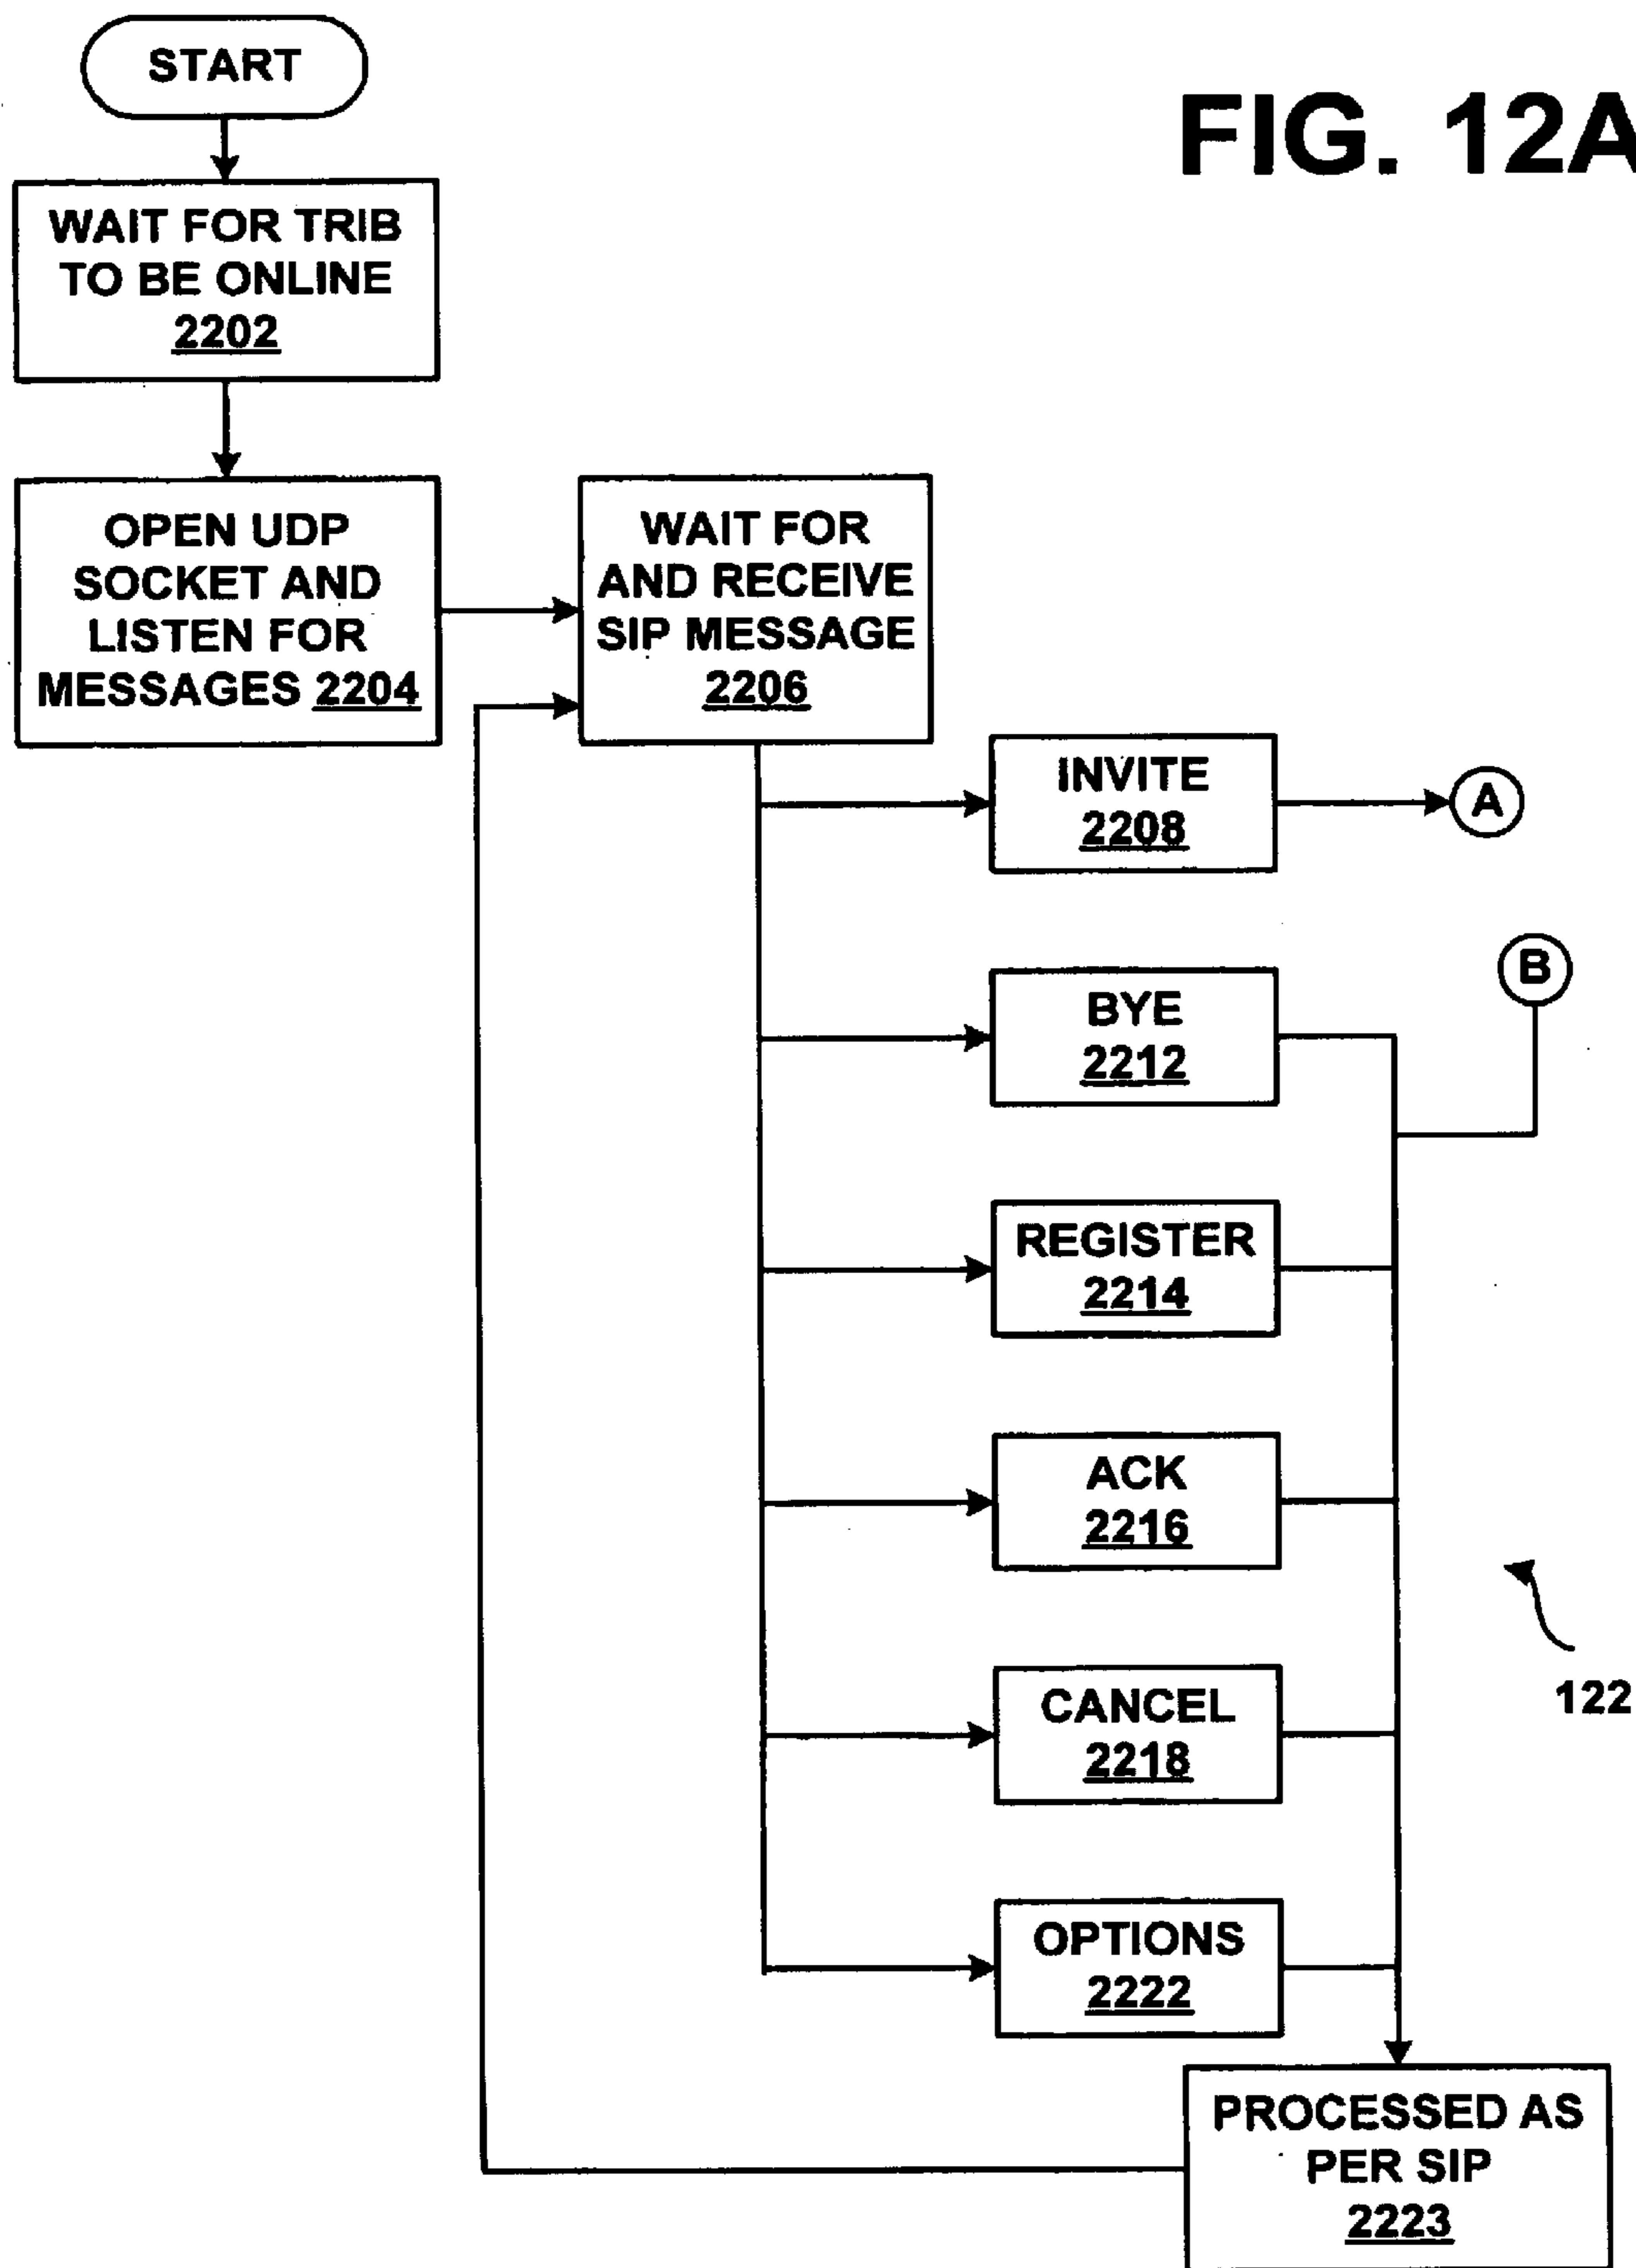 START
FIG. 12A
WAIT FOR TRIB
TO BE ONLINE
2202
OPEN UDP
SOCKET AND
LISTEN FOR
MESSAGES 2204
WAIT FOR
AND RECEIVE
SIP MESSAGE
2206
INVITE
2208
A
B
BYE
2212
REGISTER
2214
ACK
2216
122
CANCEL
2218
OPTIONS
2222
PROCESSED AS
PER SIP
2223